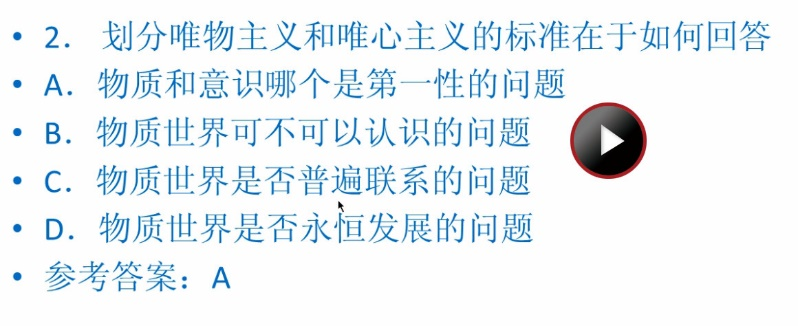 • 2． 划分唯物主义和唯心主义的标准在于如何回答
• A．物质和意识哪个是第一性的问题
• B．物质世界可不可以认识的问题
• C．物质世界是否普遍联系的问题
• D．物质世界是否永恒发展的问题
• 参考答案：A